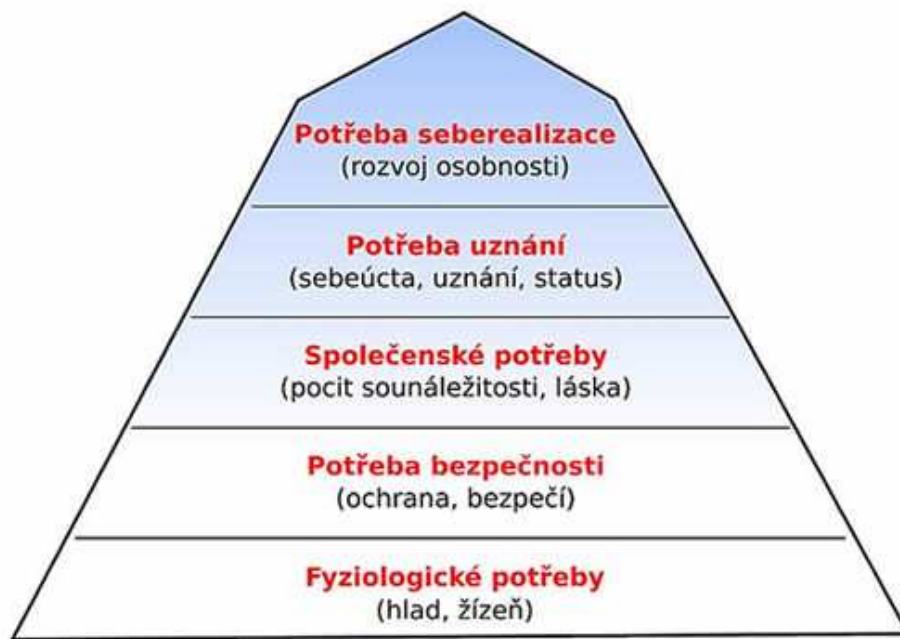 Potřeba seberealizace
(rozvoj osobnosti)
Potřeba uznání
(sebeúcta, uznání, status)
Společenské potřeby
(pocit sounáležitosti, láska)
Potřeba bezpečnosti
(ochrana, bezpečí)
Fyziologické potřeby
(hlad, žízeň)